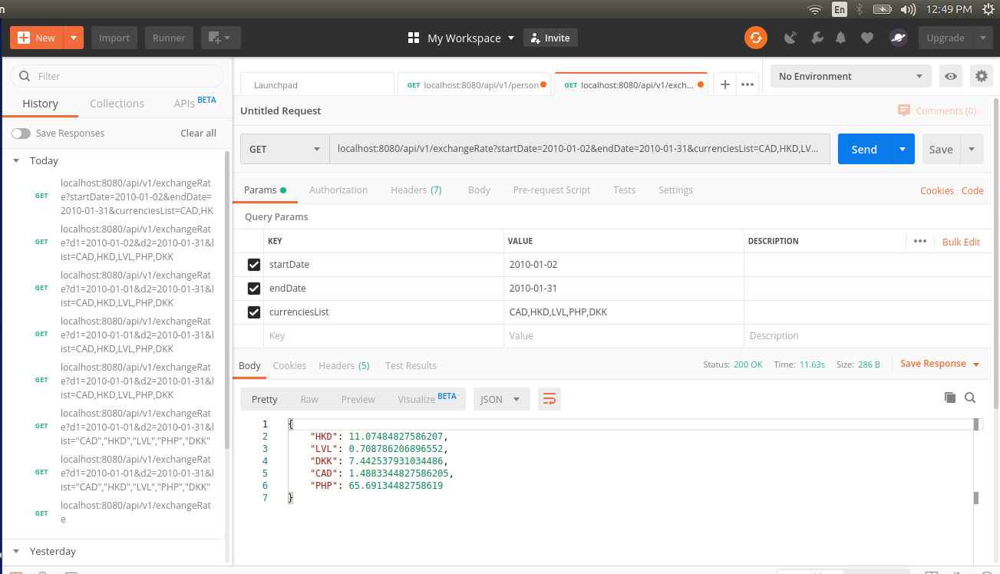 n
En
12:49 PM
New
Import
Runner
My Workspace
Invite
Upgrade
Filter
History
Collections
APIs BETA
Save Responses
Clear all
Today
GET
localhost:8080/api/v1/exchangeRat
e?startDate=2010-01-02&endDate=
2010-01-31&currenciesList=CAD,HK
GET
localhost:8080/api/v1/exchangeRat
e?d1=2010-01-02&d2=2010-01-31&l
ist=CAD,HKD,LVL,PHP,DKK
GET
localhost:8080/api/v1/exchangeRat
e?d1=2010-01-01&d2=2010-01-31&l
ist=CAD,HKD,LVL,PHP,DKK
GET
localhost:8080/api/v1/exchangeRat
e?d1=2010-01-01&d2=2010-01-31&l
ist=CAD,HKD,LVL,PHP,DKK
GET
localhost:8080/api/v1/exchangeRat
e?d1=2010-01-01&d2=2010-01-31&l
ist=CAD,HKD,LVL,PHP,DKK
GET
localhost:8080/api/v1/exchangeRat
e?d1=2010-01-01&d2=2010-01-31&l
ist="CAD","HKD","LVL","PHP","DKK"
GET
localhost:8080/api/v1/exchangeRat
e?d1=2010-01-01&d2=2010-01-31&l
ist="CAD","HKD","LVL","PHP","DKK"
GET
localhost:8080/api/v1/exchangeRat
e
Yesterday
Launchpad
GET localhost:8080/api/v1/person
GET localhost:8080/api/v1/exch...
No Environment
Untitled Request
Comments (0)
GET
localhost:8080/api/v1/exchangeRate?startDate=2010-01-02&endDate=2010-01-31&currenciesList=CAD,HKD,LV...
Send
Save
Params
Authorization
Headers (7)
Body
Pre-request Script
Tests
Settings
Cookies
Code
Query Params
KEY
VALUE
DESCRIPTION
Bulk Edit
startDate
2010-01-02
endDate
2010-01-31
currenciesList
CAD,HKD,LVL,PHP,DKK
Key
Value
Description
Body
Cookies
Headers (5)
Test Results
Status: 200 OK
Time: 11.63s
Size: 286 B
Save Response
Pretty
Raw
Preview
Visualize BETA
JSON
1 {
2 "HKD": 11.07484827586207,
3 "LVL": 0.708786206896552,
4 "DKK": 7.442537931034486,
5 "CAD": 1.4883344827586205,
6 "PHP": 65.69134482758619
7 }